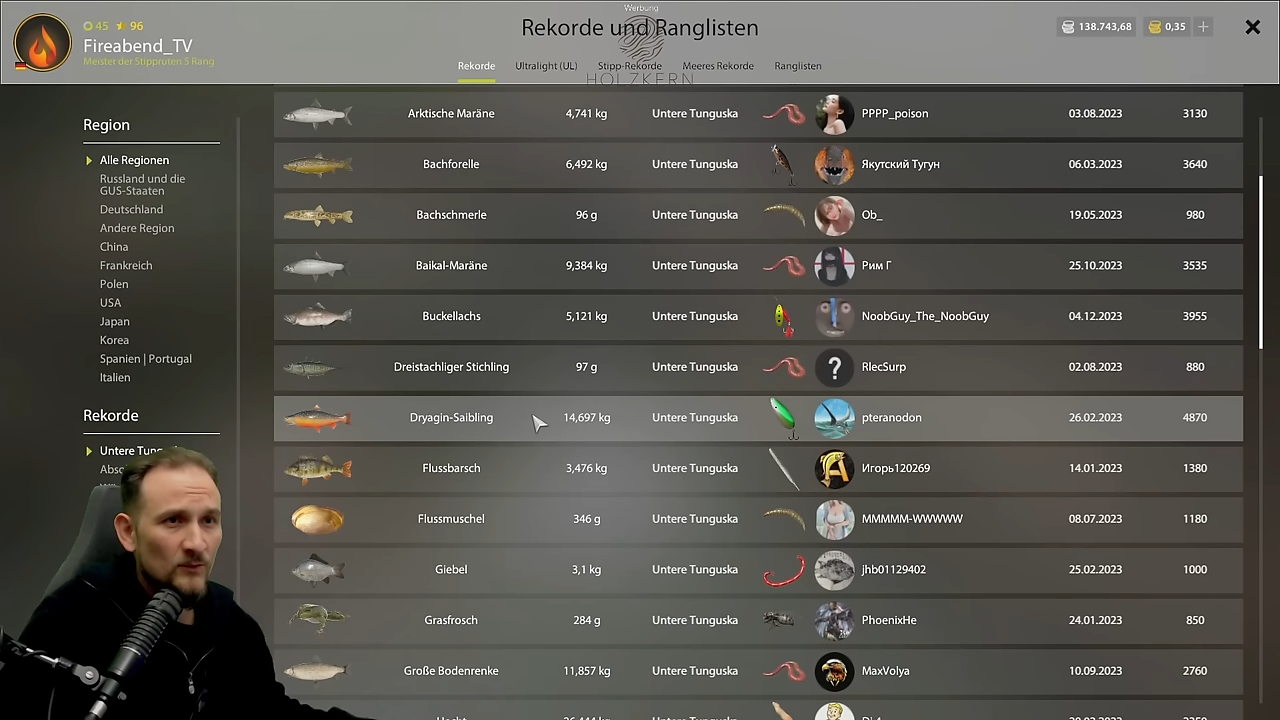 Werbung
45 96
Fireabend_TV
Meister der Stippruten 5 Rang
Rekorde und Ranglisten
HOLZKERN
138.743,68
0,35
Rekorde Ultralight (UL) Stipp-Rekorde Meeres Rekorde Ranglisten
Region
Alle Regionen
Russland und die
GUS-Staaten
Deutschland
Andere Region
China
Frankreich
Polen
USA
Japan
Korea
Spanien | Portugal
Italien
Rekorde
Untere
Arktische Maräne 4,741 kg Untere Tunguska PPPP_poison 03.08.2023 3130
Bachforelle 6,492 kg Untere Tunguska Якутский Тугун 06.03.2023 3640
Bachschmerle 96 g Untere Tunguska Ob_ 19.05.2023 980
Baikal-Maräne 9,384 kg Untere Tunguska Рим Г 25.10.2023 3535
Buckellachs 5,121 kg Untere Tunguska NoobGuy_The_NoobGuy 04.12.2023 3955
Dreistachliger Stichling 97 g Untere Tunguska ? RlecSurp 02.08.2023 880
Dryagin-Saibling 14,697 kg Untere Tunguska pteranodon 26.02.2023 4870
Flussbarsch 3,476 kg Untere Tunguska Игорь120269 14.01.2023 1380
Flussmuschel 346 g Untere Tunguska MMMMM-WWWWW 08.07.2023 1180
Giebel 3,1 kg Untere Tunguska jhb01129402 25.02.2023 1000
Grasfrosch 284 g Untere Tunguska PhoenixHe 24.01.2023 850
Große Bodenrenke 11,857 kg Untere Tunguska MaxVolya 10.09.2023 2760